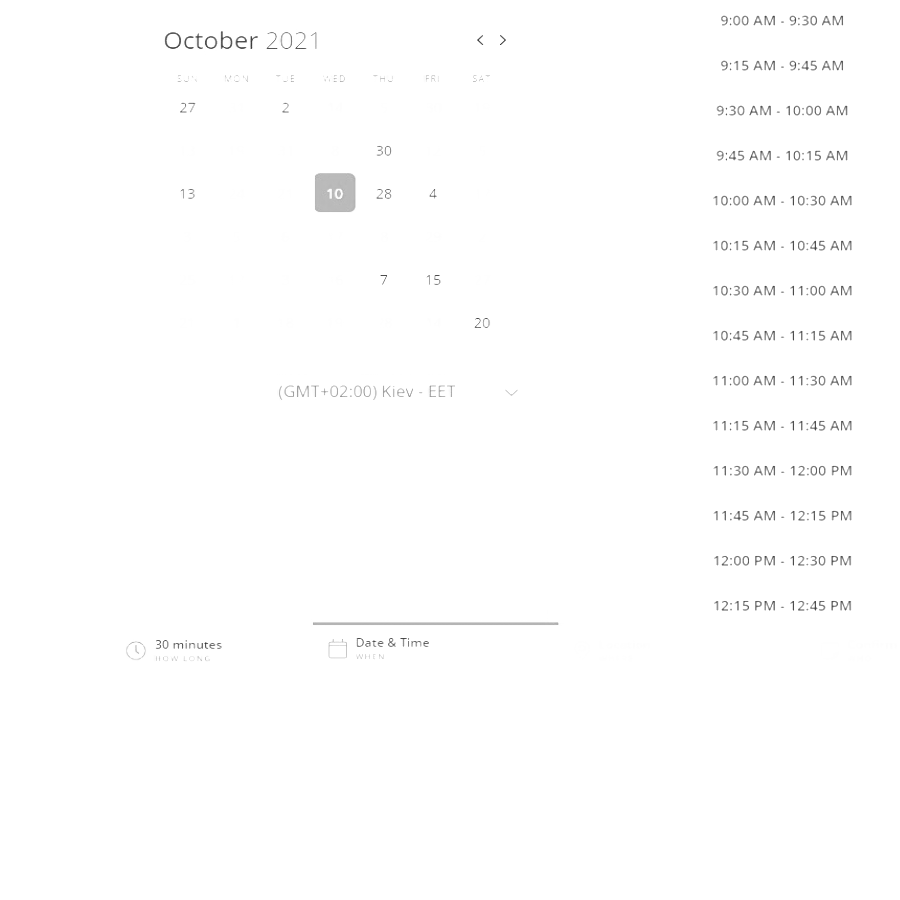 October 2021
SUN MON TUE WED THU FRI SAT
27 2
30
13 10 28 4
7 15
20
(GMT+02:00) Kiev - EET
9:00 AM - 9:30 AM
9:15 AM - 9:45 AM
9:30 AM - 10:00 AM
9:45 AM - 10:15 AM
10:00 AM - 10:30 AM
10:15 AM - 10:45 AM
10:30 AM - 11:00 AM
10:45 AM - 11:15 AM
11:00 AM - 11:30 AM
11:15 AM - 11:45 AM
11:30 AM - 12:00 PM
11:45 AM - 12:15 PM
12:00 PM - 12:30 PM
12:15 PM - 12:45 PM
30 minutes
HOW LONG
Date & Time
WHEN